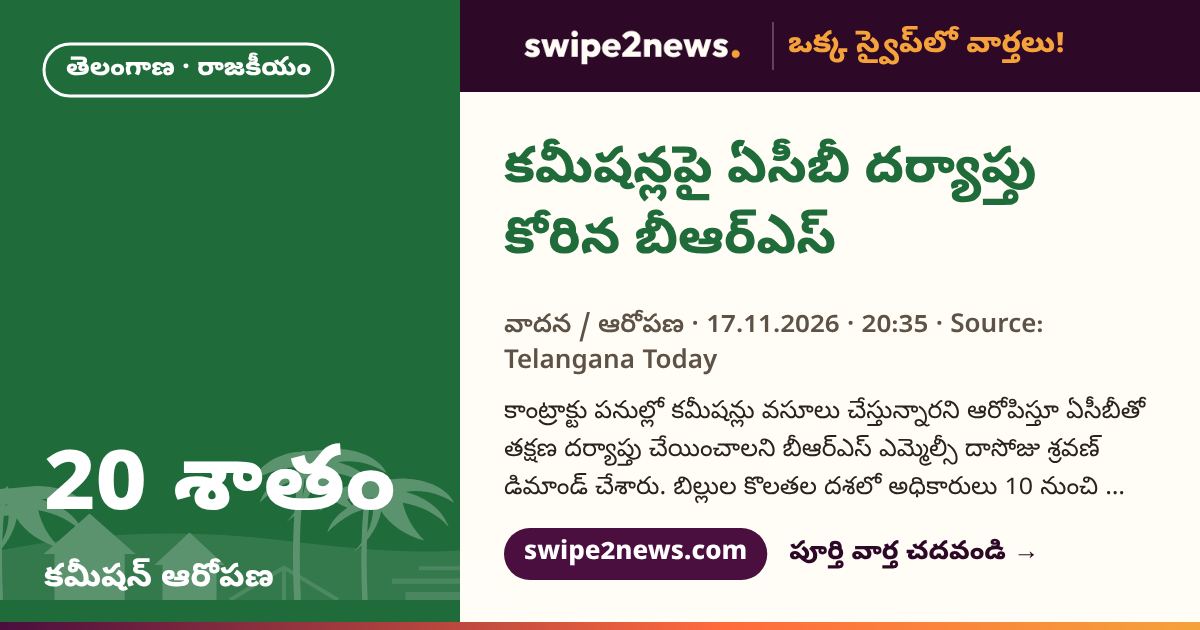 తెలంగాణ · రాజకీయం
20 శాతం
కమీషన్ ఆరోపణ
swipe2news.
ఒక్క స్వైప్‌లో వార్తలు!
కమీషన్లపై ఏసీబీ దర్యాప్తు
కోరిన బీఆర్ఎస్
వాదన / ఆరోపణ · 17.11.2026 · 20:35 · Source:
Telangana Today
కాంట్రాక్టు పనుల్లో కమీషన్లు వసూలు చేస్తున్నారని ఆరోపిస్తూ ఏసీబీతో
తక్షణ దర్యాప్తు చేయించాలని బీఆర్ఎస్ ఎమ్మెల్సీ దాసోజు శ్రవణ్
డిమాండ్ చేశారు. బిల్లుల కొలతల దశలో అధికారులు 10 నుంచి ...
swipe2news.com
పూర్తి వార్త చదవండి →